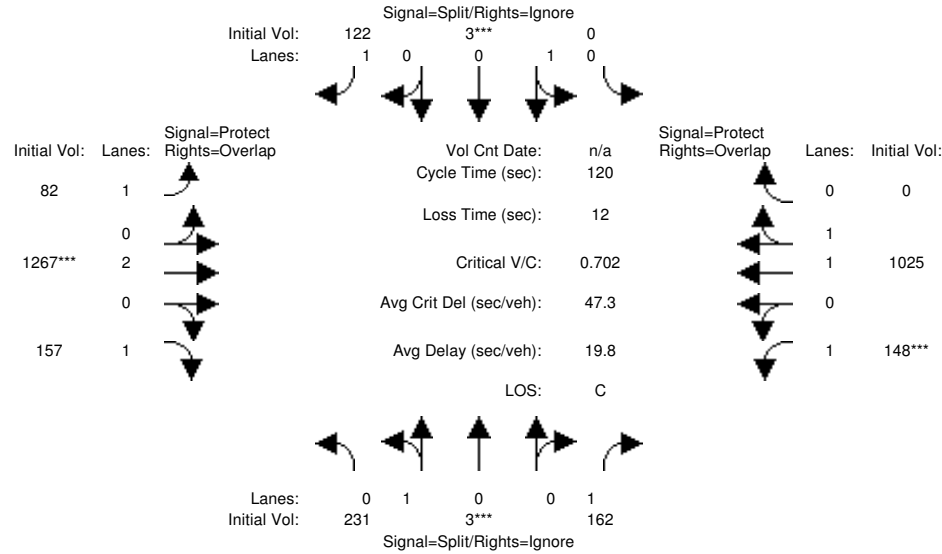 Signal=Split/Rights=Ignore
Initial Vol: 122 3*** 0
Lanes: 1 0 0 1 0
Signal=Protect
Initial Vol: Lanes: Rights=Overlap
Vol Cnt Date: n/a
Signal=Protect
Rights=Overlap Lanes: Initial Vol:
Cycle Time (sec): 120
82 1
0 0
Loss Time (sec): 12
0
1
1267*** 2
Critical V/C: 0.702
1 1025
0
Avg Crit Del (sec/veh): 47.3
0
157 1
Avg Delay (sec/veh): 19.8
1 148***
LOS: C
Lanes: 0 1 0 0 1
Initial Vol: 231 3*** 162
Signal=Split/Rights=Ignore